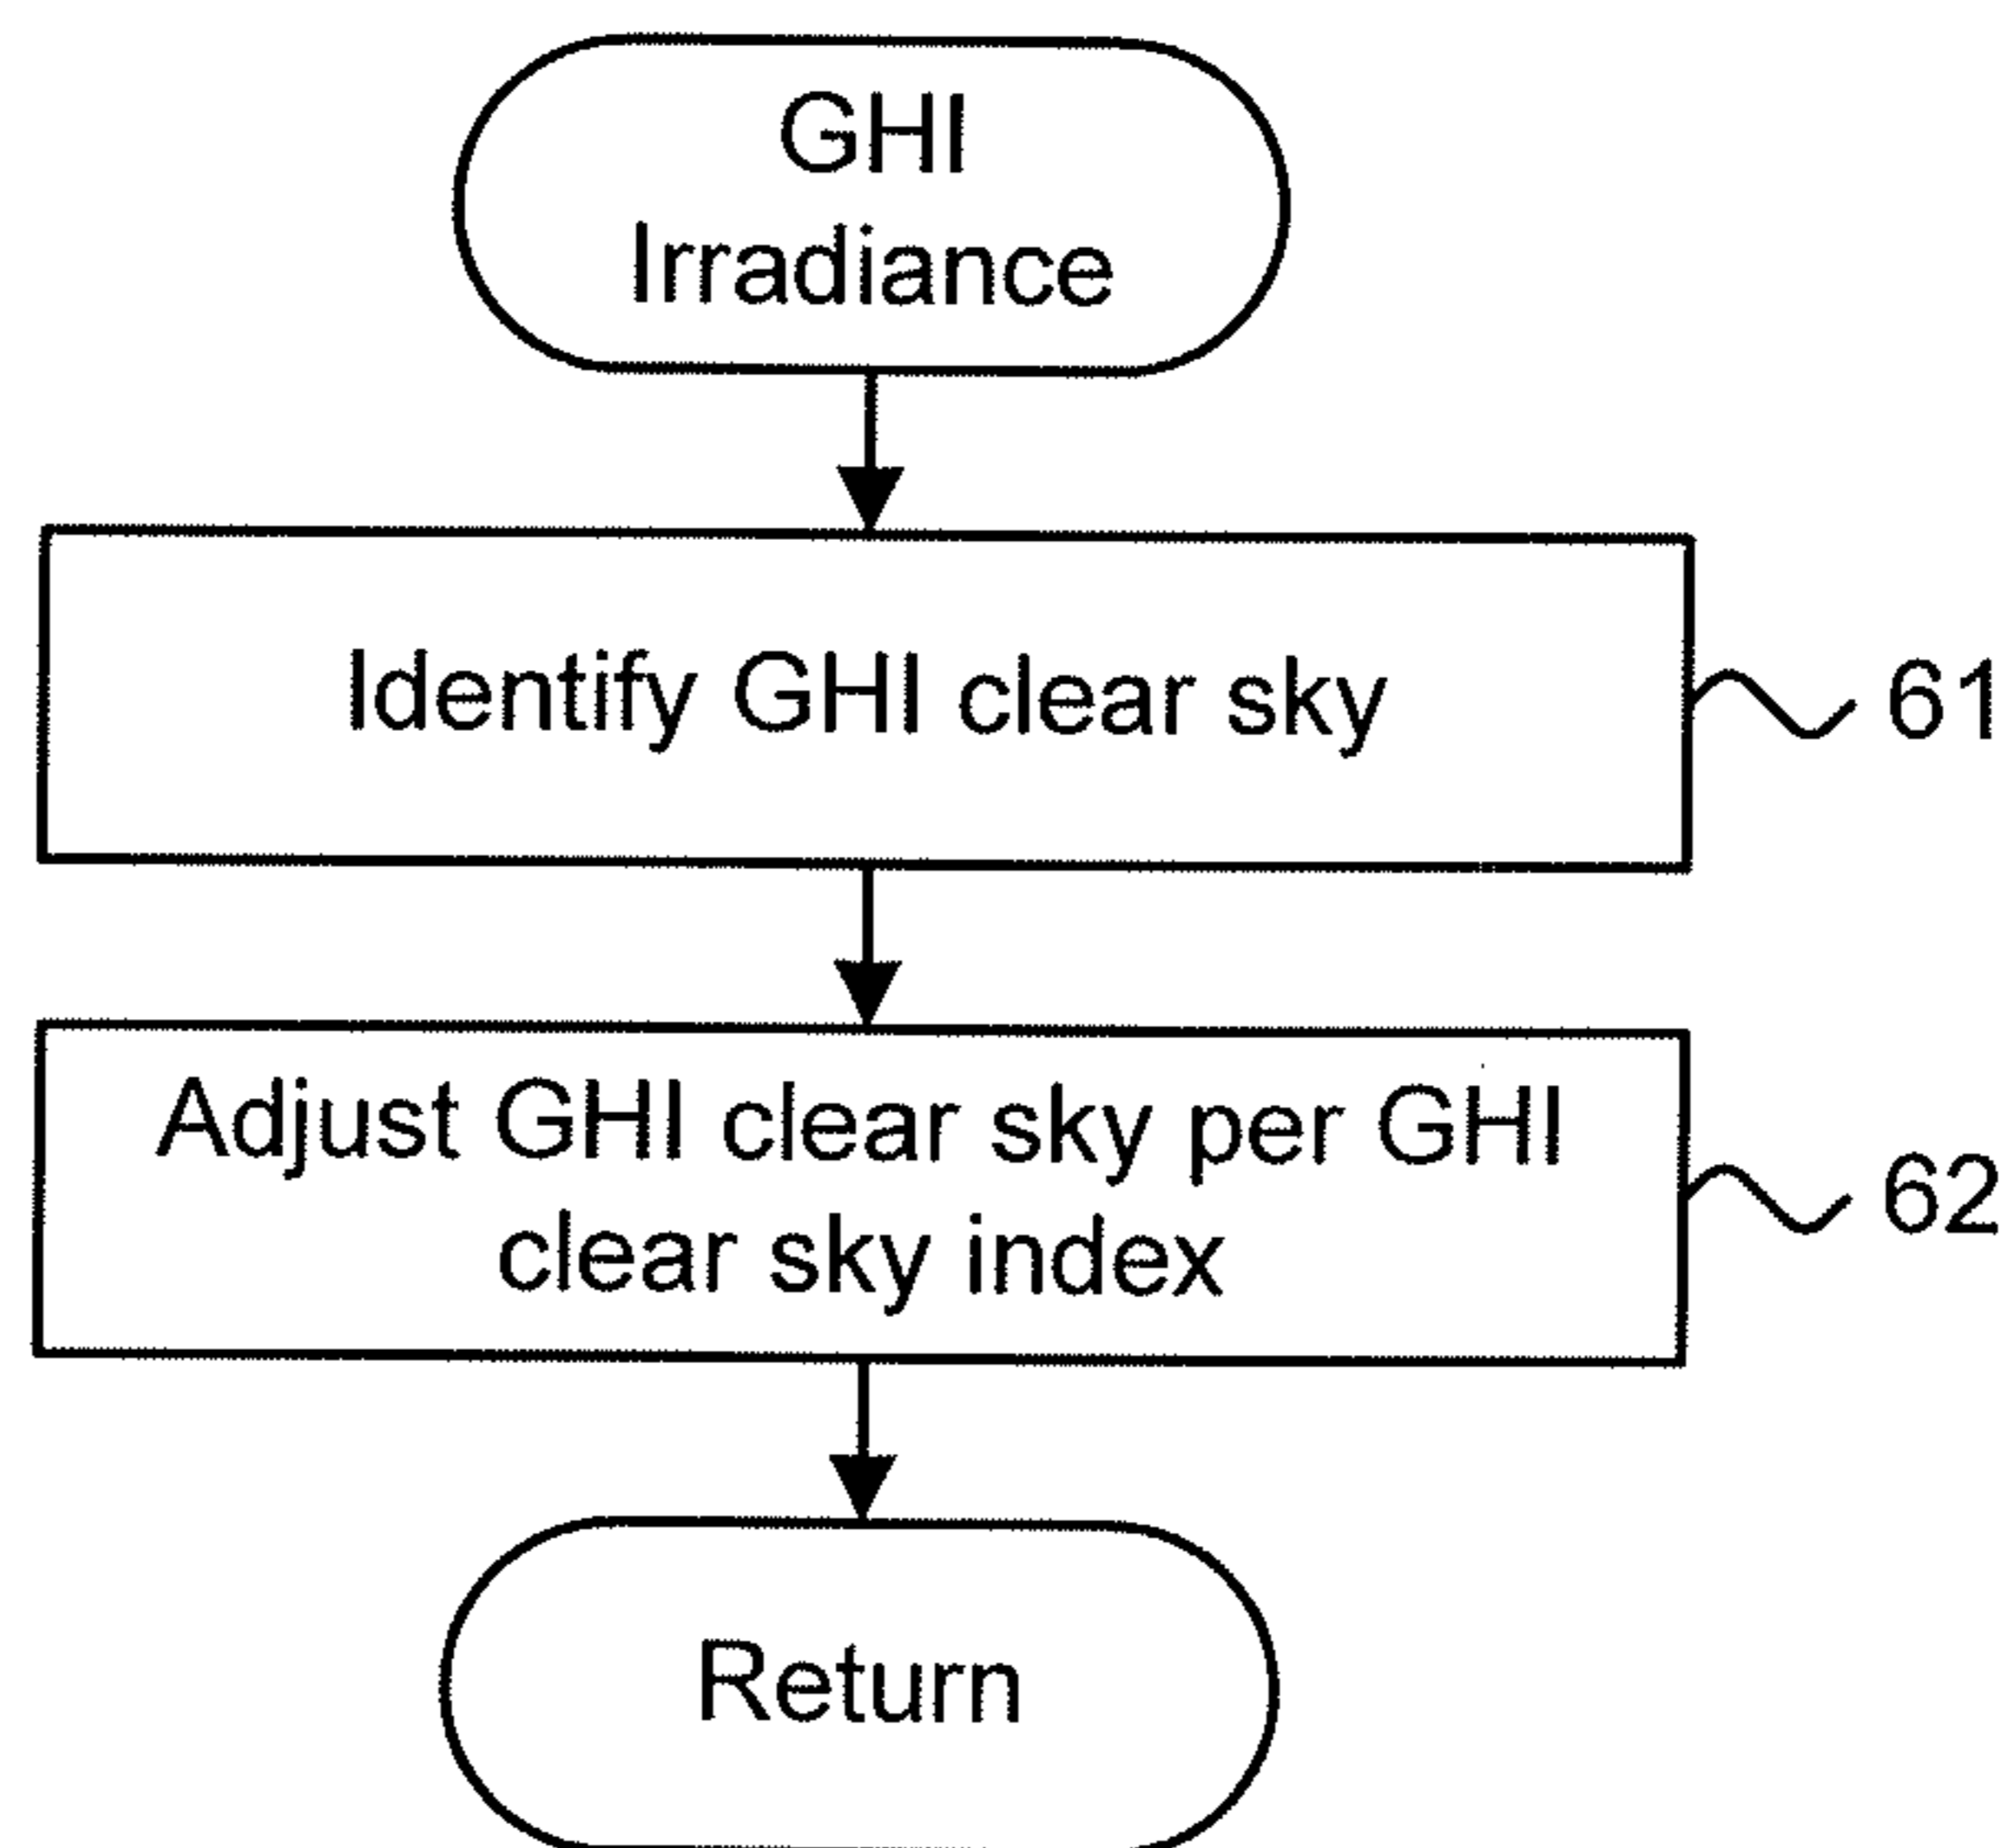 GHI
Irradiance
Identify GHI clear sky
61
Adjust GHI clear sky per GHI
clear sky index
62
Return